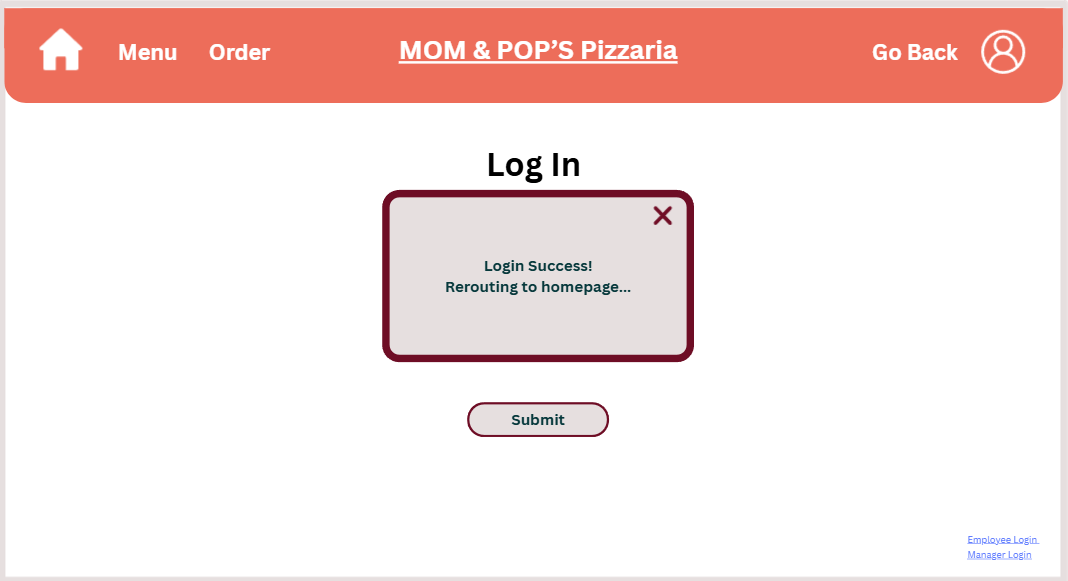 Menu Order MOM & POP’S Pizzaria Go Back
Log In
Login Success!
Rerouting to homepage...
Submit
Employee Login
Manager Login